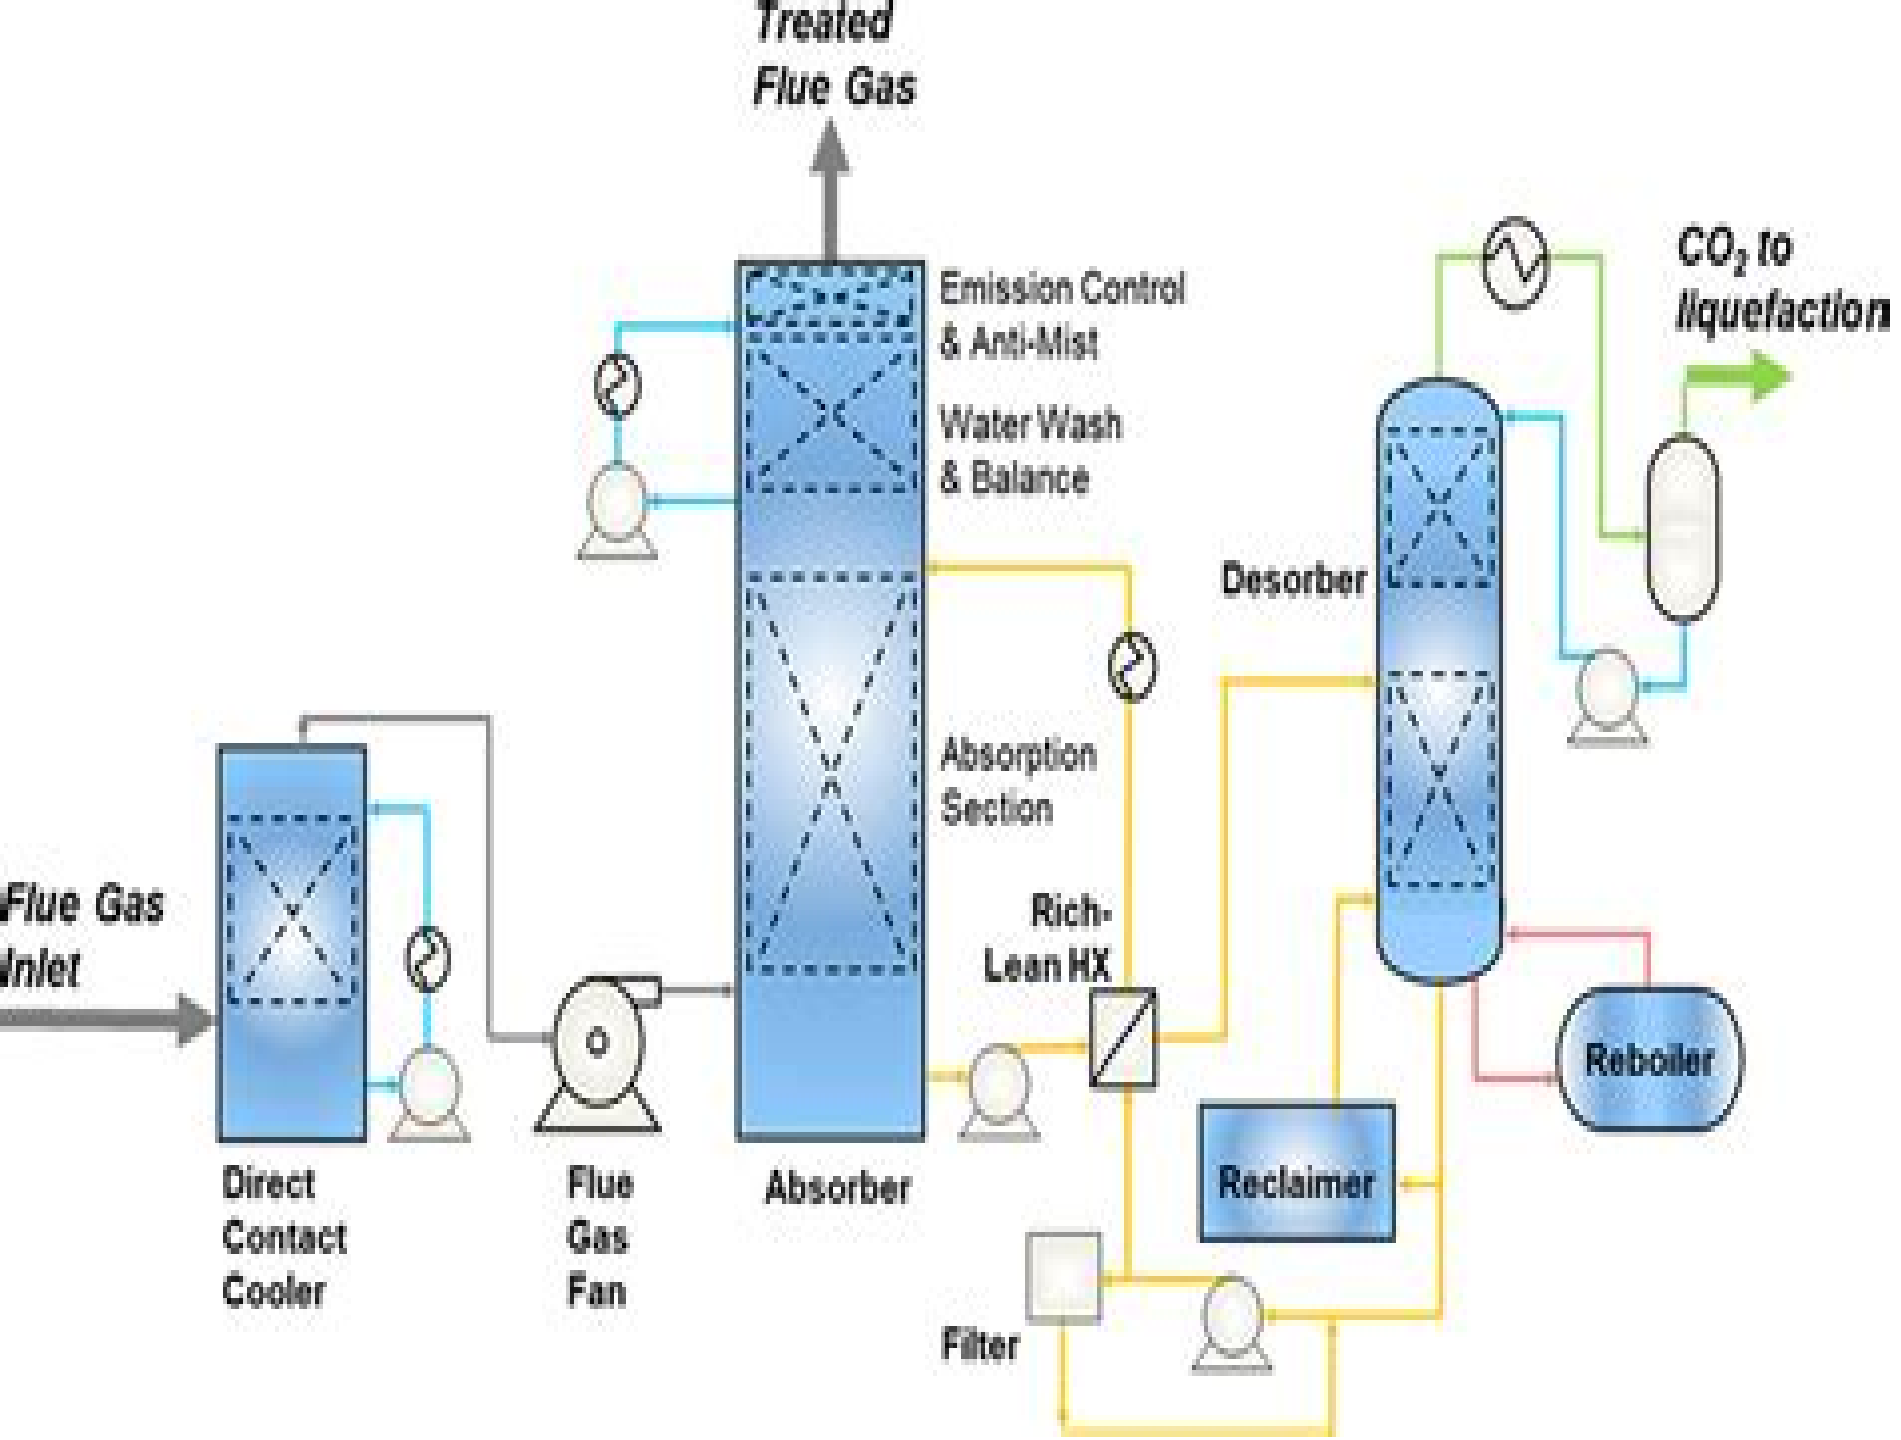 Treated
Flue Gas
Emission Control
& Anti-Mist
Water Wash
& Balance
CO₂ to
liquefaction
Desorber
Absorption
Section
Flue Gas
Inlet
Rich-
Lean HX
Reboiler
Reclaimer
Direct
Contact
Cooler
Flue
Gas
Fan
Absorber
Filter